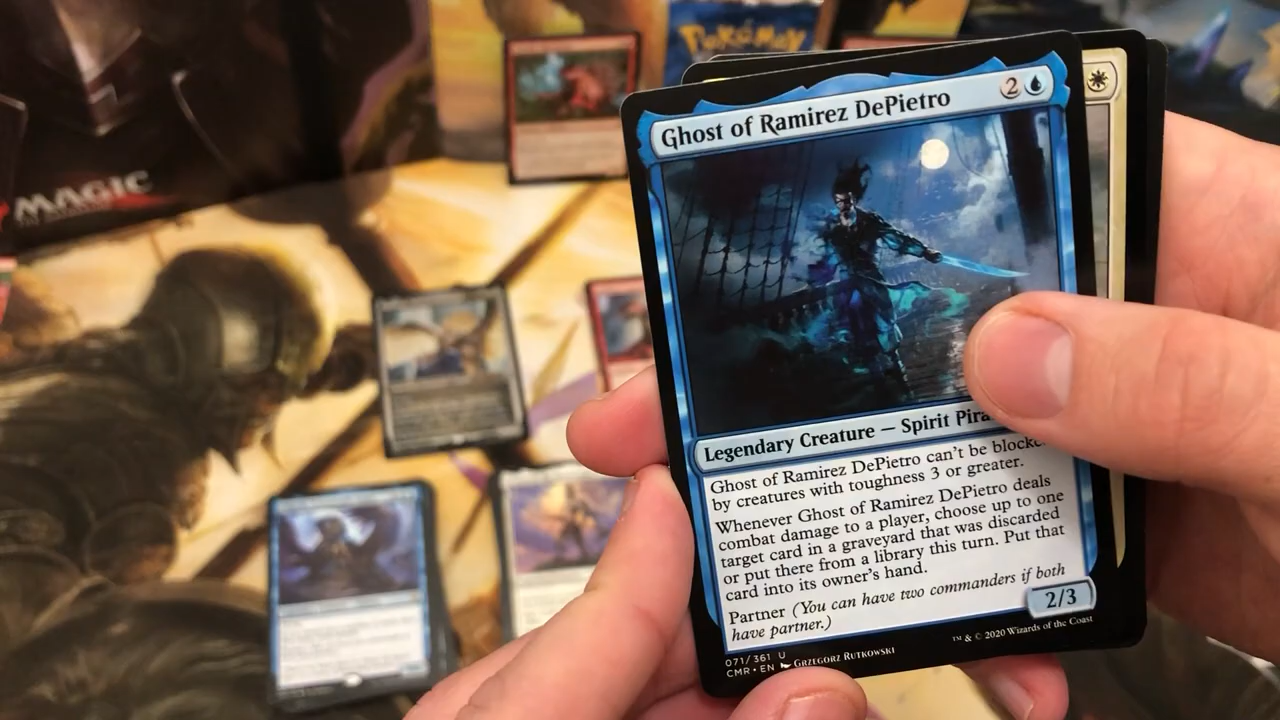 Pokémon
MAGIC
Ghost of Ramirez DePietro 2
Legendary Creature — Spirit
Ghost of Ramirez DePietro can't be
by creatures with toughness 3 or greater.
Whenever Ghost of Ramirez DePietro deals
combat damage to a player, choose up to one
target card in a graveyard that was discarded
or put there from a library this turn. Put that
card into its owner's hand.
Partner (You can have two commanders if both
have partner.)
2/3
071/361 U
CMR • EN GRZEGORZ RUTKOWSKI
™ & © 2020 Wizards of the Coast